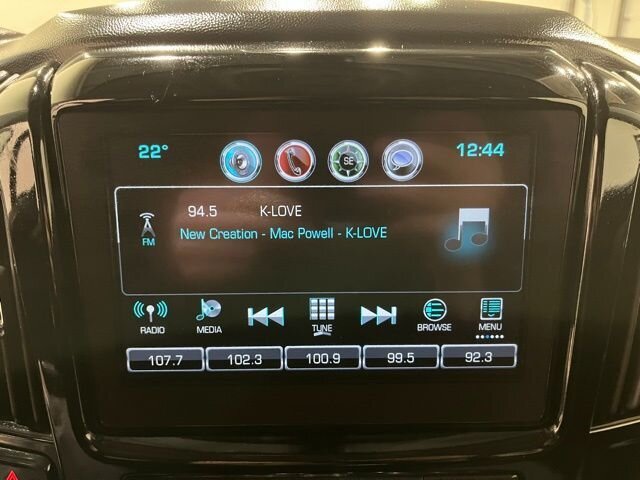 22° SE 12:44
94.5 K-LOVE
FM
New Creation - Mac Powell - K-LOVE
RADIO MEDIA TUNE BROWSE MENU
107.7 102.3 100.9 99.5 92.3